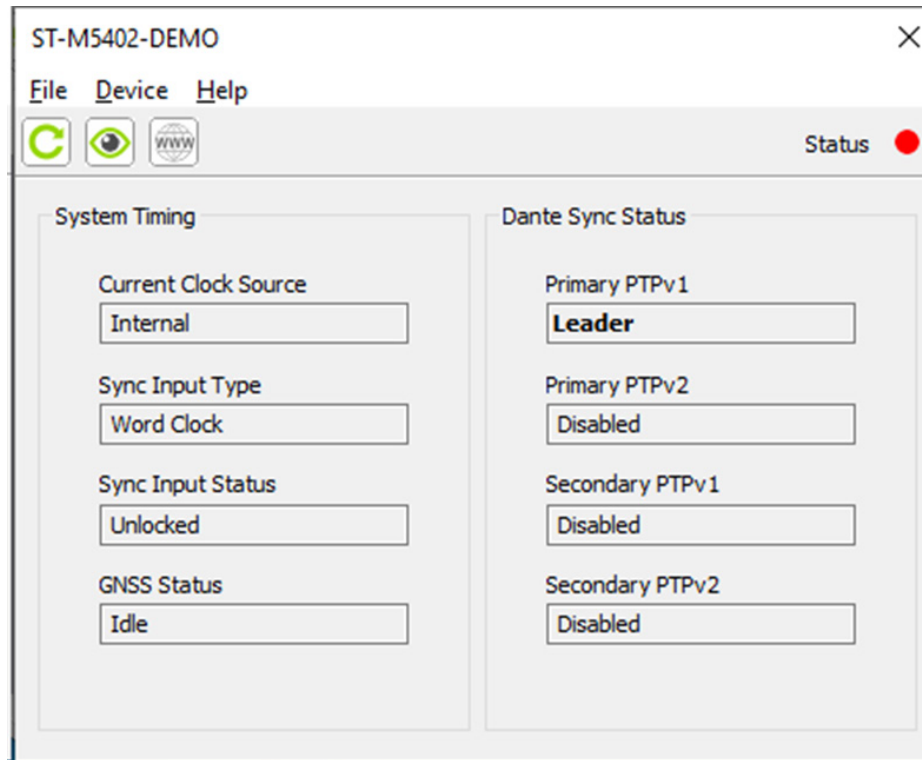 ST-M5402-DEMO
File Device Help
www Status
System Timing
Current Clock Source
Internal
Sync Input Type
Word Clock
Sync Input Status
Unlocked
GNSS Status
Idle
Dante Sync Status
Primary PTPv1
Leader
Primary PTPv2
Disabled
Secondary PTPv1
Disabled
Secondary PTPv2
Disabled